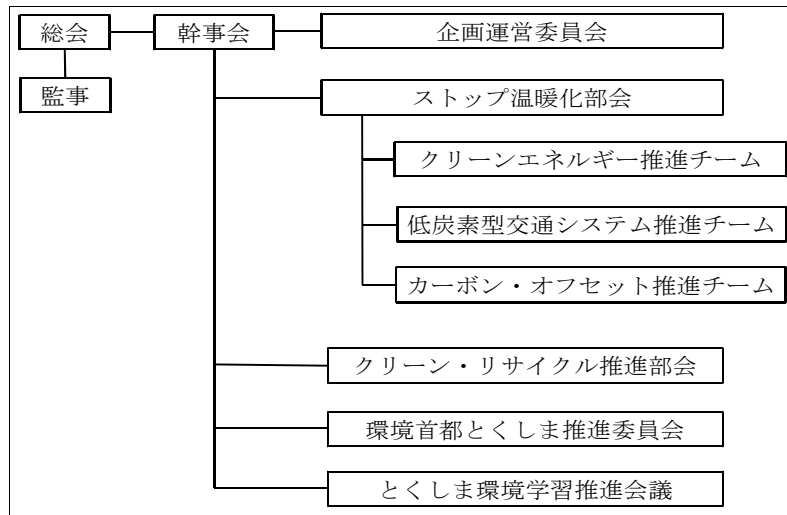 総会
幹事会
企画運営委員会
監事
ストップ温暖化部会
クリーンエネルギー推進チーム
低炭素型交通システム推進チーム
カーボン・オフセット推進チーム
クリーン・リサイクル推進部会
環境首都とくしま推進委員会
とくしま環境学習推進会議